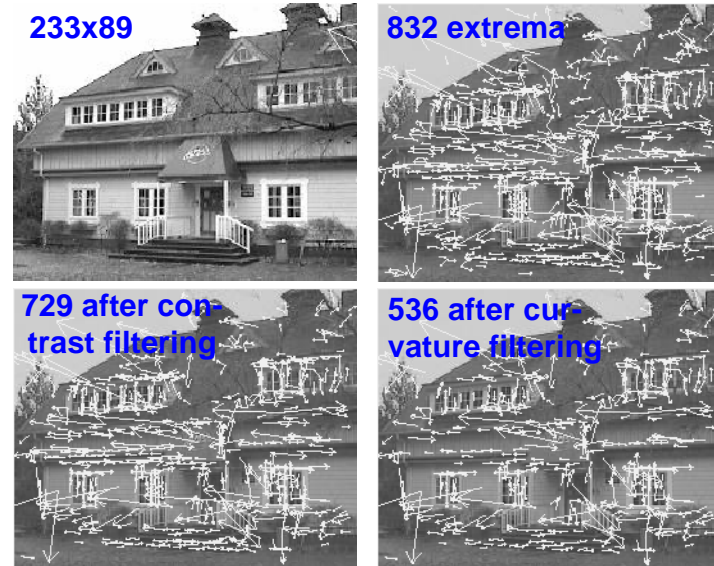 233x89
832 extrema
729 after con-
trast filtering
536 after cur-
vature filtering